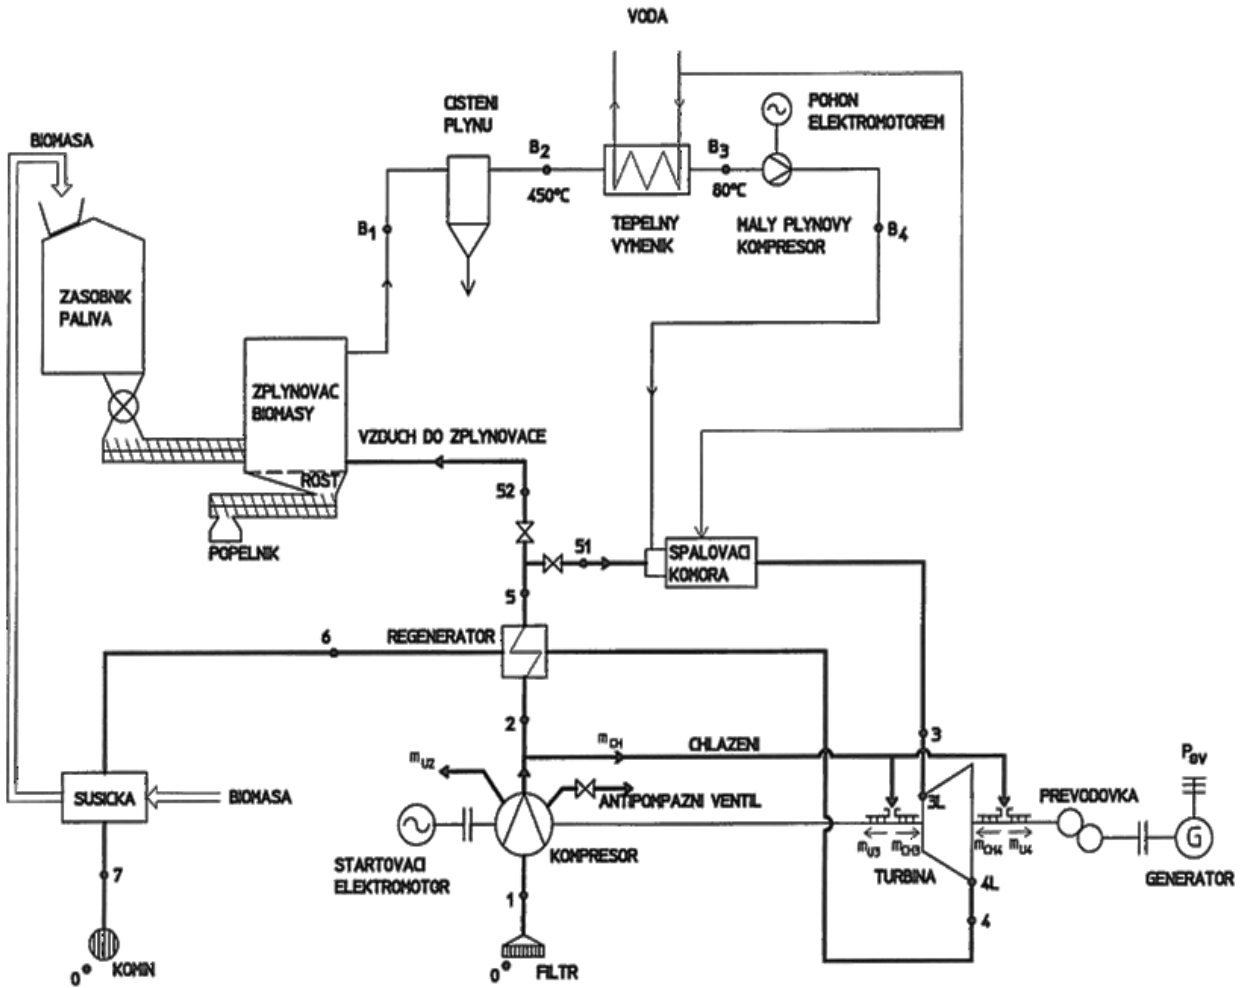 VODA
CISTENI
PLYNU
POHON
ELEKTROMOTOREM
BIOMASA
B2
450°C
B3
80°C
B1
TEPELNY
VYMENIK
MALY PLYNOVY
KOMPRESOR
B4
ZASOBNIK
PALIVA
ZPLYNOVAC
BIOMASY
VZDUCH DO ZPLYNOVACE
ROST
52
POPELNIK
51
SPALOVACI
KOMORA
5
6
REGENERATOR
2
mCH
CHLAZENI
3
mU2
PGV
SUSICKA
BIOMASA
ANTIPOMPAZNI VENTIL
3L
PREVODOVKA
STARTOVACI
ELEKTROMOTOR
KOMPRESOR
mU3
mCH3
mCH4
mU4
G
TURBINA
GENERATOR
7
1
4L
4
0°
KOMIN
0°
FILTR